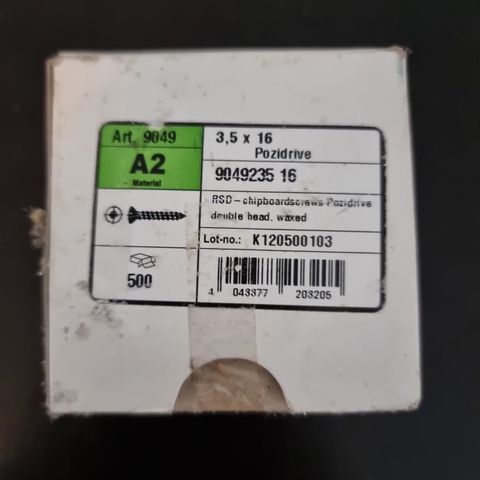 Art. 9049
A2
Material
500
3,5 x 16
Pozidrive
9049235 16
RSD - chipboardscrews Pozidrive
double head, waxed
Lot-no.: K120500103
4 043377 203205